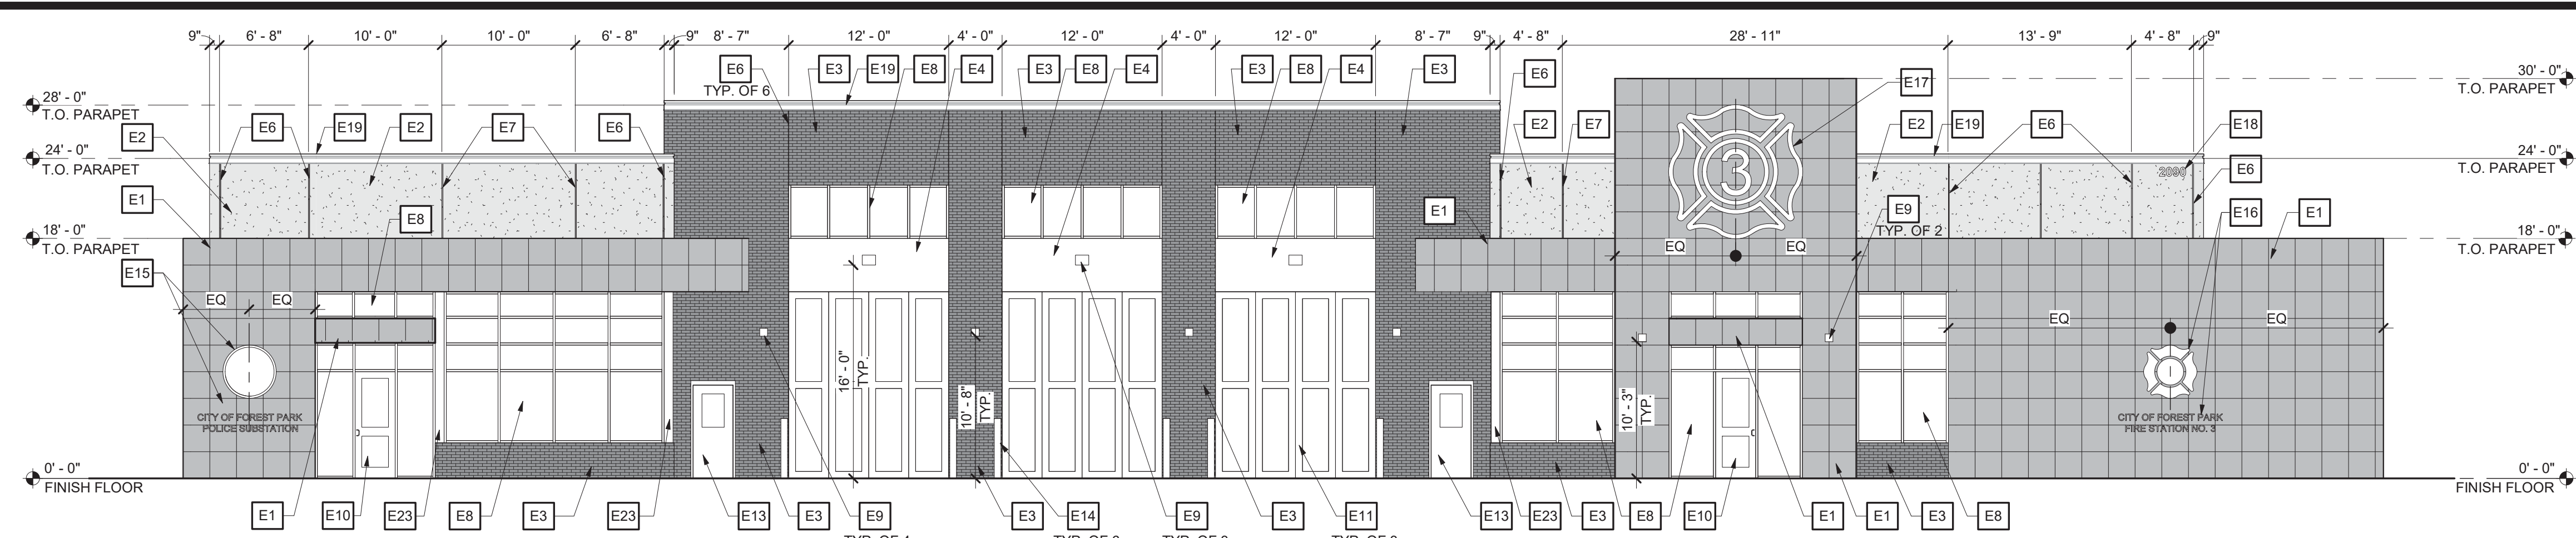 9" 6' - 8" 10' - 0" 10' - 0" 6' - 8" 9" 8' - 7" 12' - 0" 4' - 0" 12' - 0" 4' - 0" 12' - 0" 8' - 7" 9" 4' - 8" 28' - 11" 13' - 9" 4' - 8" 9"
E6 E3 E19 E8 E4 E3 E8 E4 E3 E8 E4 E3 E6 E17
TYP. OF 6
28' - 0" 30' - 0"
T.O. PARAPET T.O. PARAPET
E2 E6 E19 E2 E7 E6 E2 E7 E2 E19 E6 E18
24' - 0" 24' - 0"
T.O. PARAPET T.O. PARAPET
3
2090
E6
E1 E8 E1 E9 E16 E1
TYP. OF 2
18' - 0" 18' - 0"
T.O. PARAPET T.O. PARAPET
EQ EQ
E15
EQ EQ
EQ EQ
16' - 0"
TYP.
10' - 8"
TYP.
10' - 3"
TYP.
CITY OF FOREST PARK
POLICE SUBSTATION
CITY OF FOREST PARK
FIRE STATION NO. 3
0' - 0" 0' - 0"
FINISH FLOOR FINISH FLOOR
E1 E10 E23 E8 E3 E23 E13 E3 E9 E3 E14 E9 E3 E11 E13 E23 E3 E8 E10 E1 E1 E3 E8